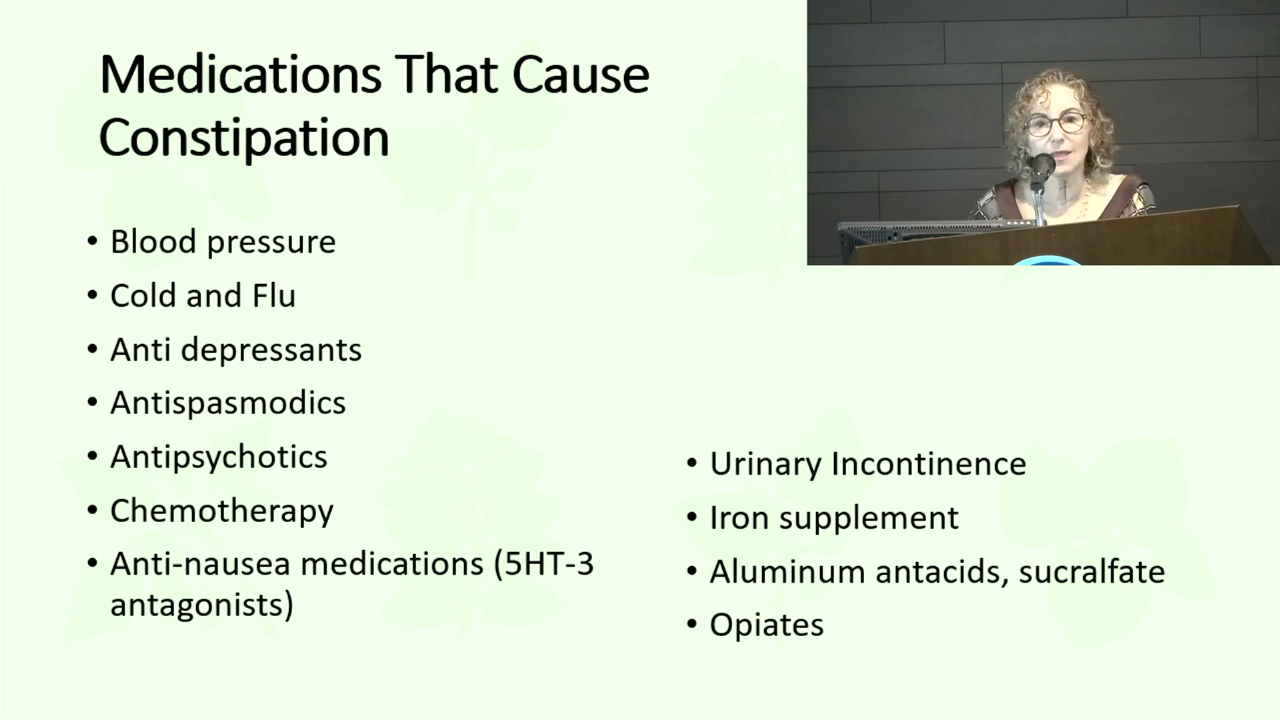 Medications That Cause
Constipation
• Blood pressure
• Cold and Flu
• Anti depressants
• Antispasmodics
• Antipsychotics
• Chemotherapy
• Anti-nausea medications (5HT-3
antagonists)
• Urinary Incontinence
• Iron supplement
• Aluminum antacids, sucralfate
• Opiates